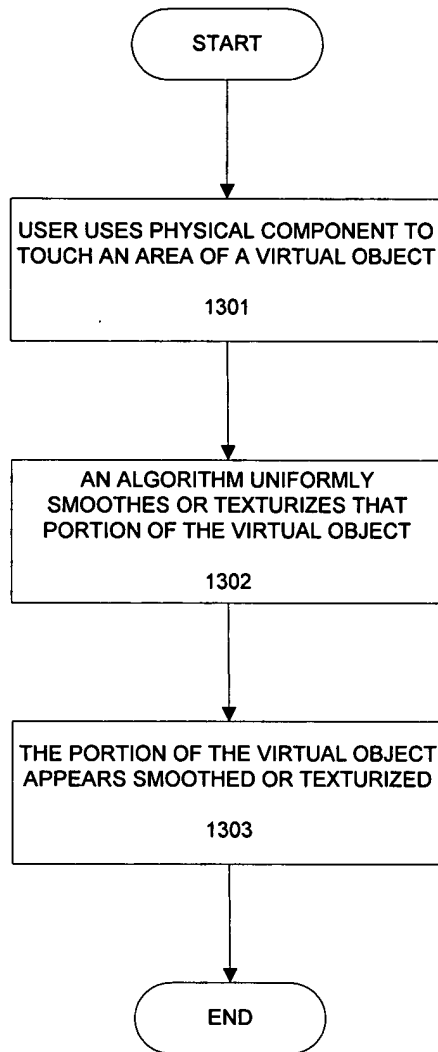 START
USER USES PHYSICAL COMPONENT TO
TOUCH AN AREA OF A VIRTUAL OBJECT
1301
AN ALGORITHM UNIFORMLY
SMOOTHES OR TEXTURIZES THAT
PORTION OF THE VIRTUAL OBJECT
1302
THE PORTION OF THE VIRTUAL OBJECT
APPEARS SMOOTHED OR TEXTURIZED
1303
END